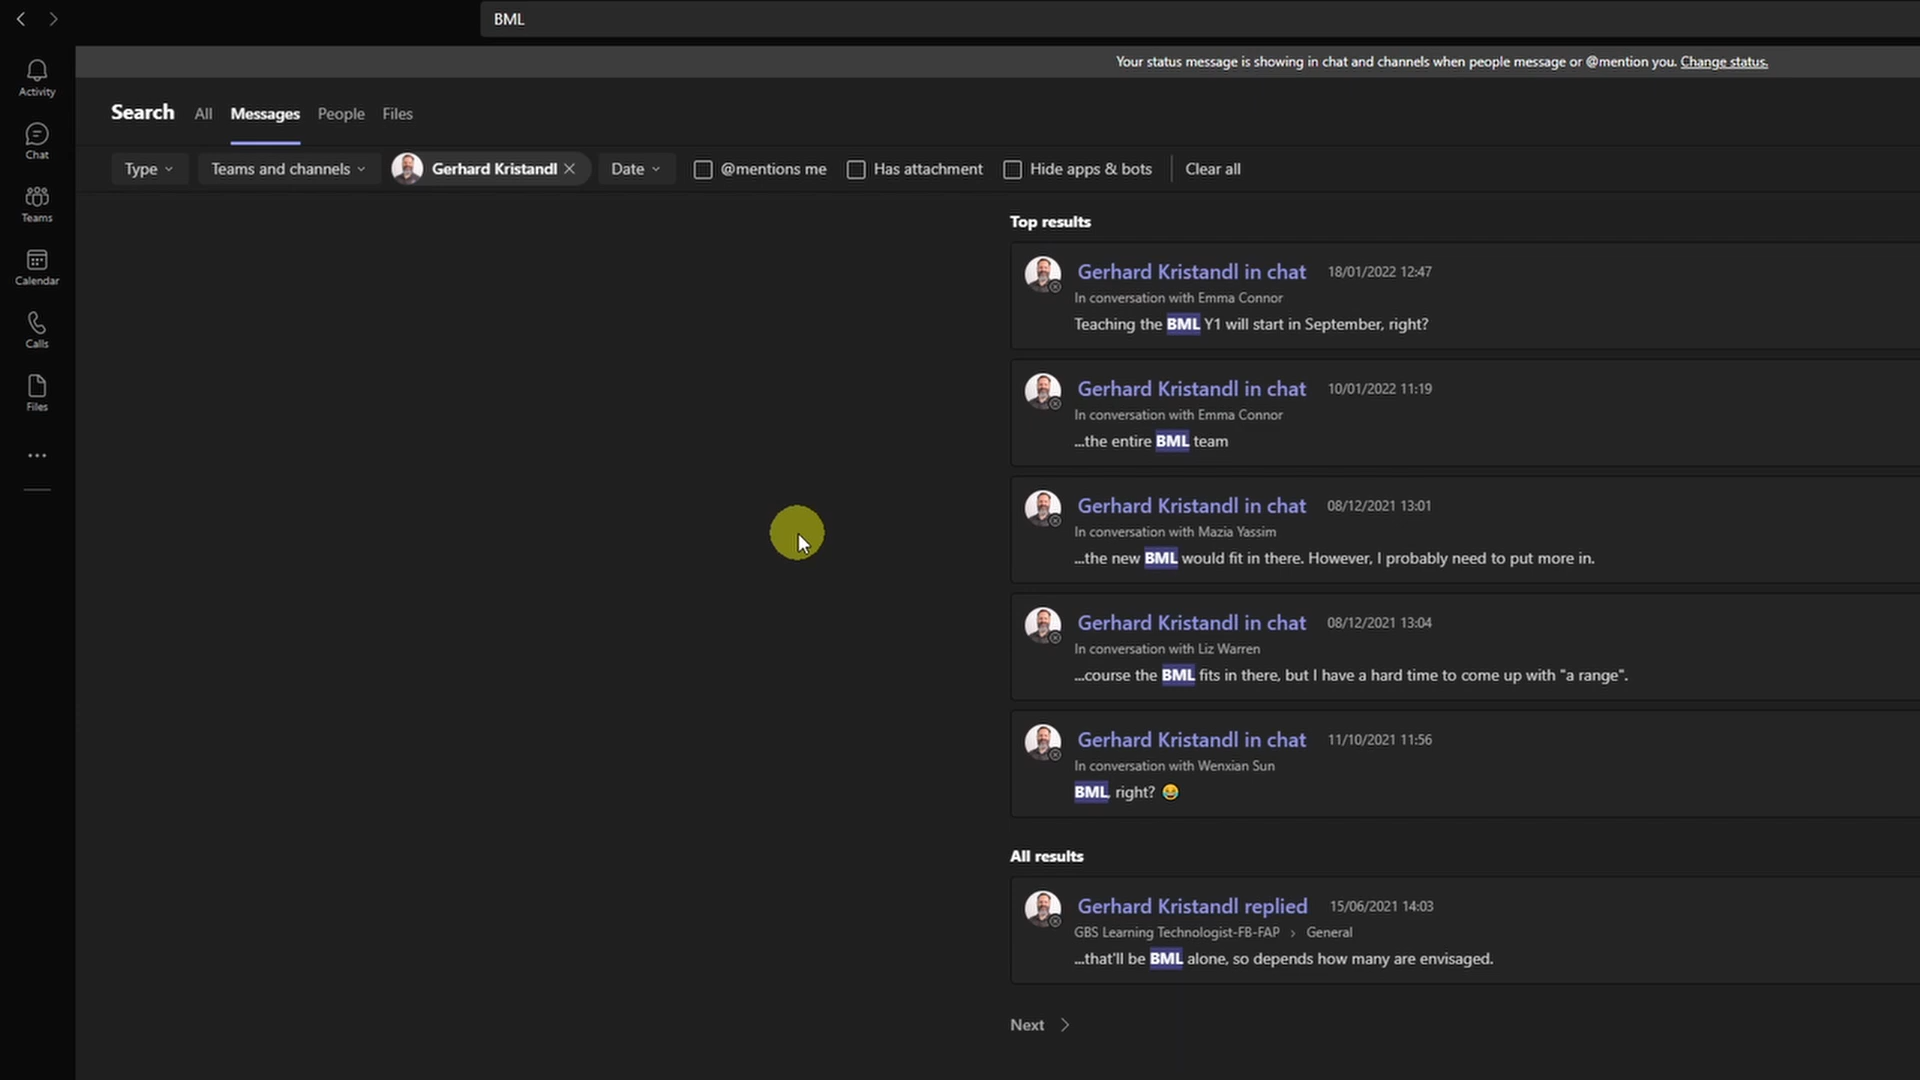 BML
Your status message is showing in chat and channels when people message or @mention you. Change status.
Activity
Chat
Teams
Calendar
Calls
Files
Search All Messages People Files
Type Teams and channels Gerhard Kristandl Date @mentions me Has attachment Hide apps & bots Clear all
Top results
Gerhard Kristandl in chat 18/01/2022 12:47
In conversation with Emma Connor
Teaching the BML Y1 will start in September, right?
Gerhard Kristandl in chat 10/01/2022 11:19
In conversation with Emma Connor
...the entire BML team
Gerhard Kristandl in chat 08/12/2021 13:01
In conversation with Mazia Yassim
...the new BML would fit in there. However, I probably need to put more in.
Gerhard Kristandl in chat 08/12/2021 13:04
In conversation with Liz Warren
...course the BML fits in there, but I have a hard time to come up with "a range".
Gerhard Kristandl in chat 11/10/2021 11:56
In conversation with Wenxian Sun
BML, right? 😂
All results
Gerhard Kristandl replied 15/06/2021 14:03
GBS Learning Technologist-FB-FAP > General
...that'll be BML alone, so depends how many are envisaged.
Next >